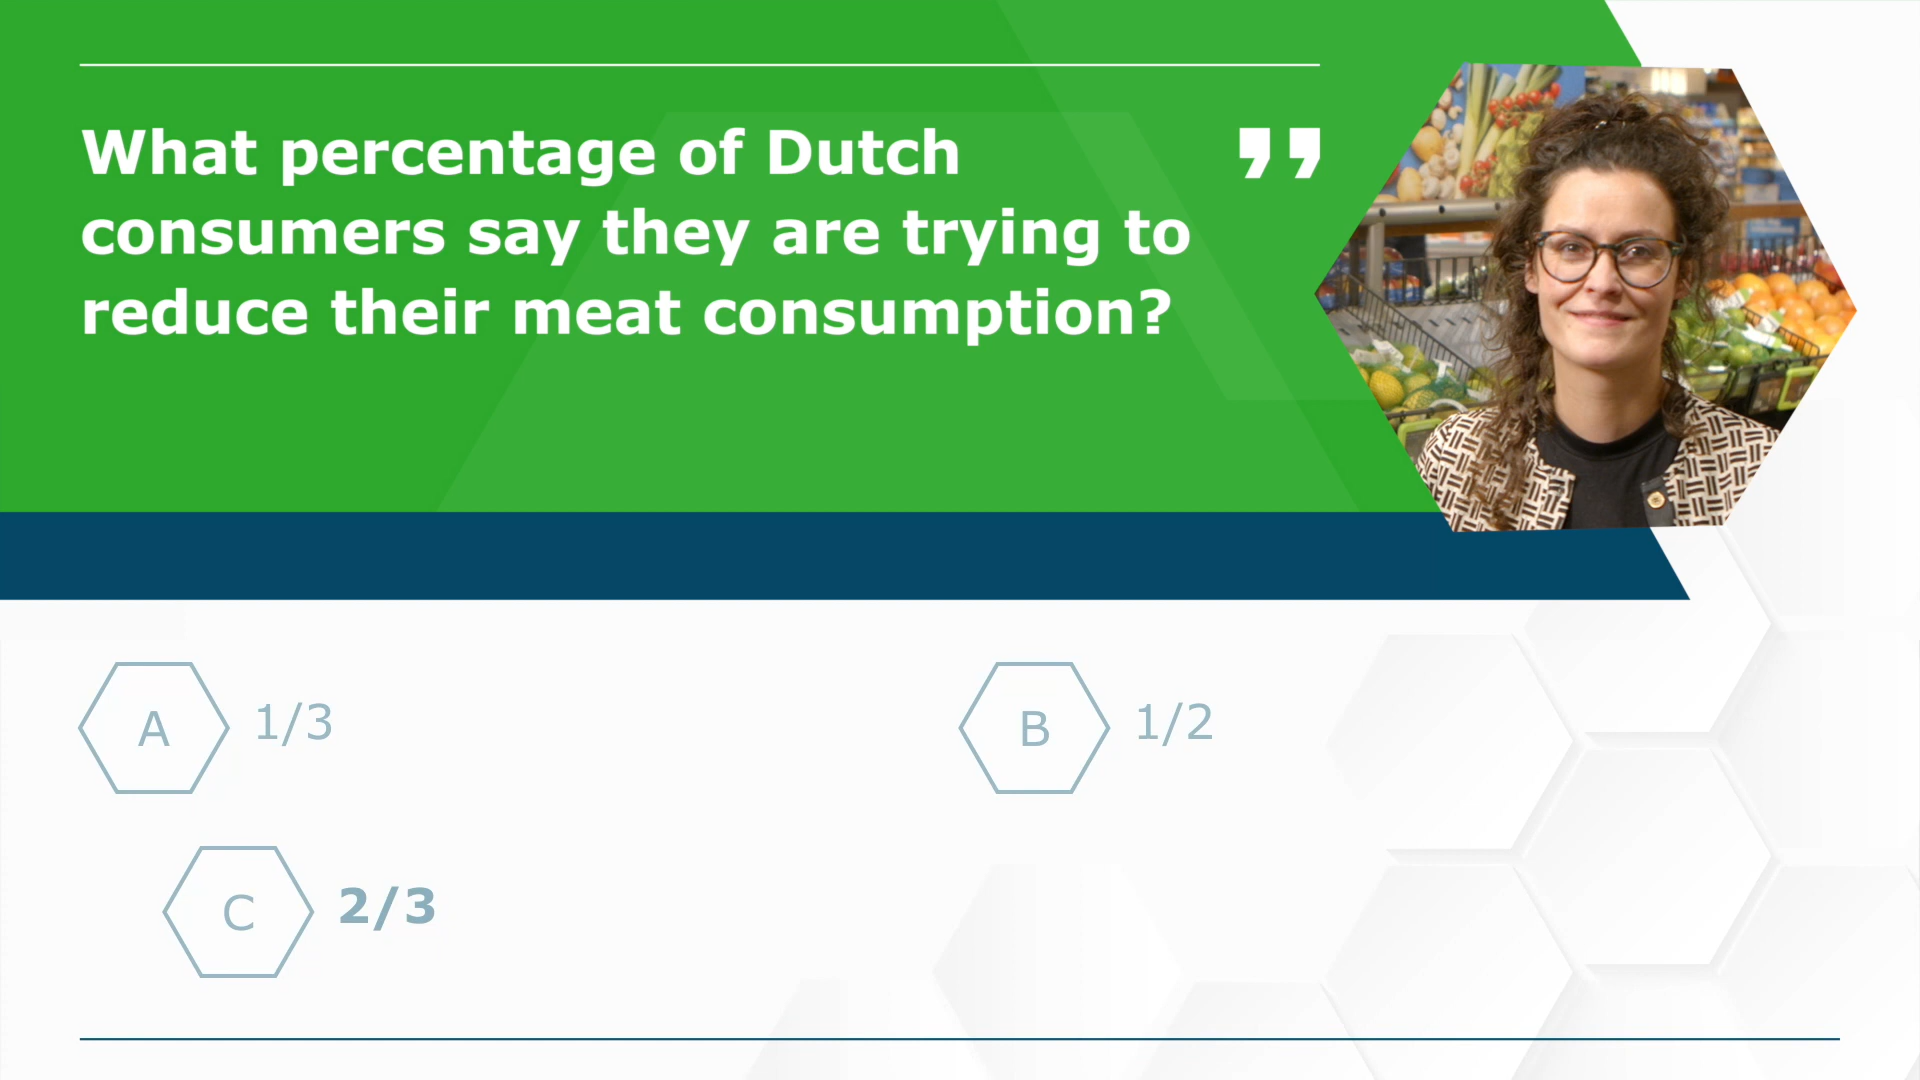 What percentage of Dutch
consumers say they are trying to
reduce their meat consumption?
”
A 1/3
B 1/2
C 2/3